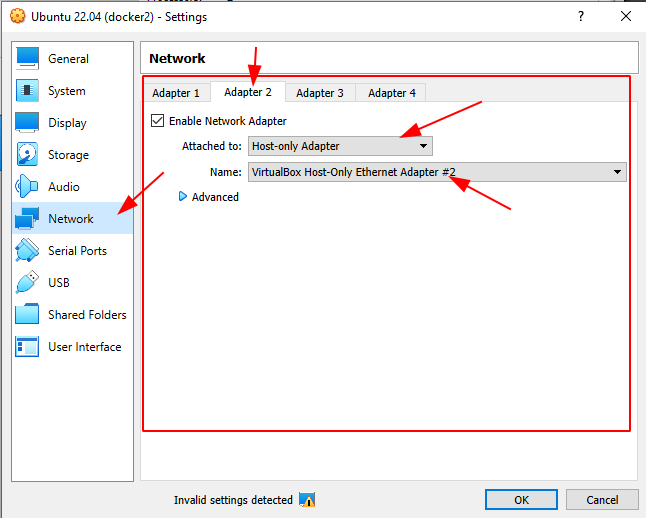 Ubuntu 22.04 (docker2) - Settings
?
General
System
Display
Storage
Audio
Network
Serial Ports
USB
Shared Folders
User Interface
Network
Adapter 1 Adapter 2 Adapter 3 Adapter 4
Enable Network Adapter
Attached to: Host-only Adapter
Name: VirtualBox Host-Only Ethernet Adapter #2
Advanced
Invalid settings detected
OK Cancel